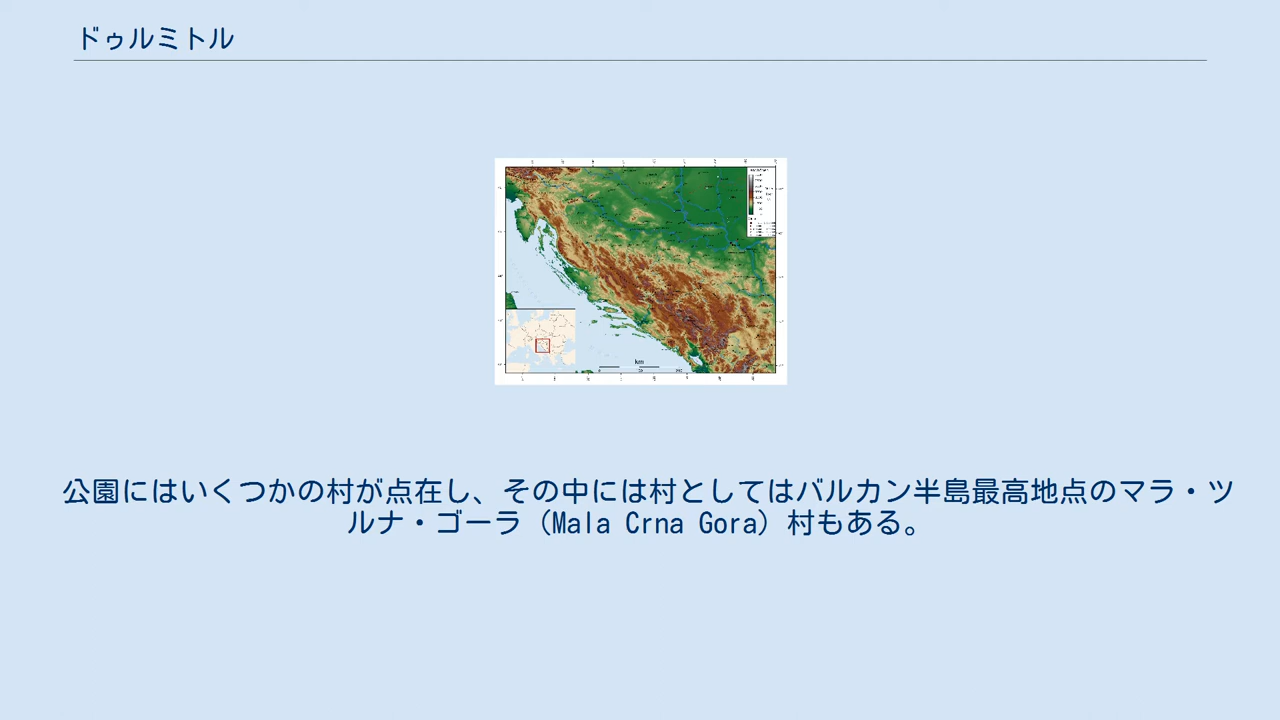 ドゥルミトル
km
公園にはいくつかの村が点在し、その中には村としてはバルカン半島最高地点のマラ・ツ
ルナ・ゴーラ (Mala Crna Gora) 村もある。